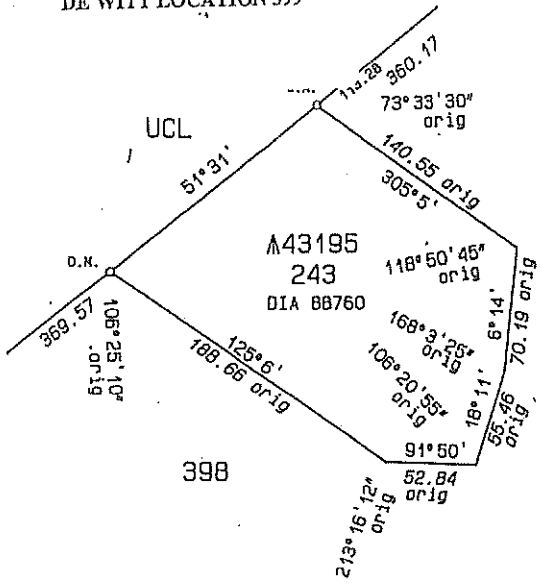 DE WITT LOCATION 399
360.17
73°33'30"
orig
UCL
51°31'
140.55 orig
305°5'
43195
243
DIA 88760
118°50'45"
orig
6°14'
70.19 orig
D.N.
369.57
106°25'10"
orig
125°6'
188.66 orig
168°3'25"
orig
106°20'55"
orig
18°11'
55.46
orig
91°50'
52.84
orig
398
213°16'12"
orig